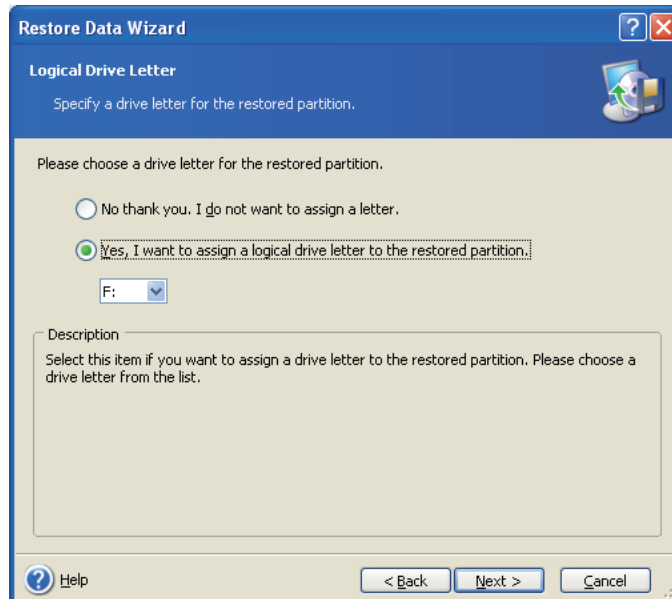 Restore Data Wizard
Logical Drive Letter
Specify a drive letter for the restored partition.
Please choose a drive letter for the restored partition.
No thank you. I do not want to assign a letter.
Yes, I want to assign a logical drive letter to the restored partition.
F:
Description
Select this item if you want to assign a drive letter to the restored partition. Please choose a
drive letter from the list.
Help
< Back
Next >
Cancel